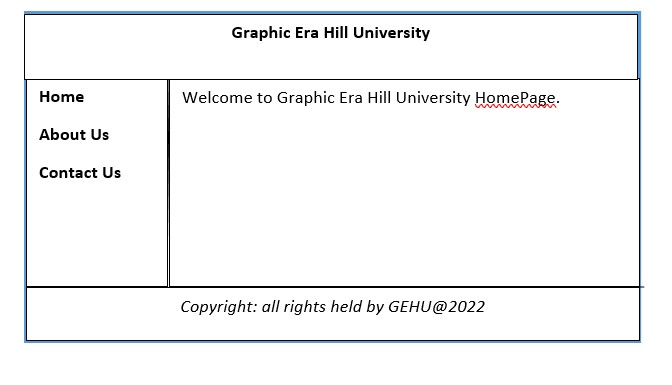 Graphic Era Hill University
Home
About Us
Contact Us
Welcome to Graphic Era Hill University HomePage.
Copyright: all rights held by GEHU@2022